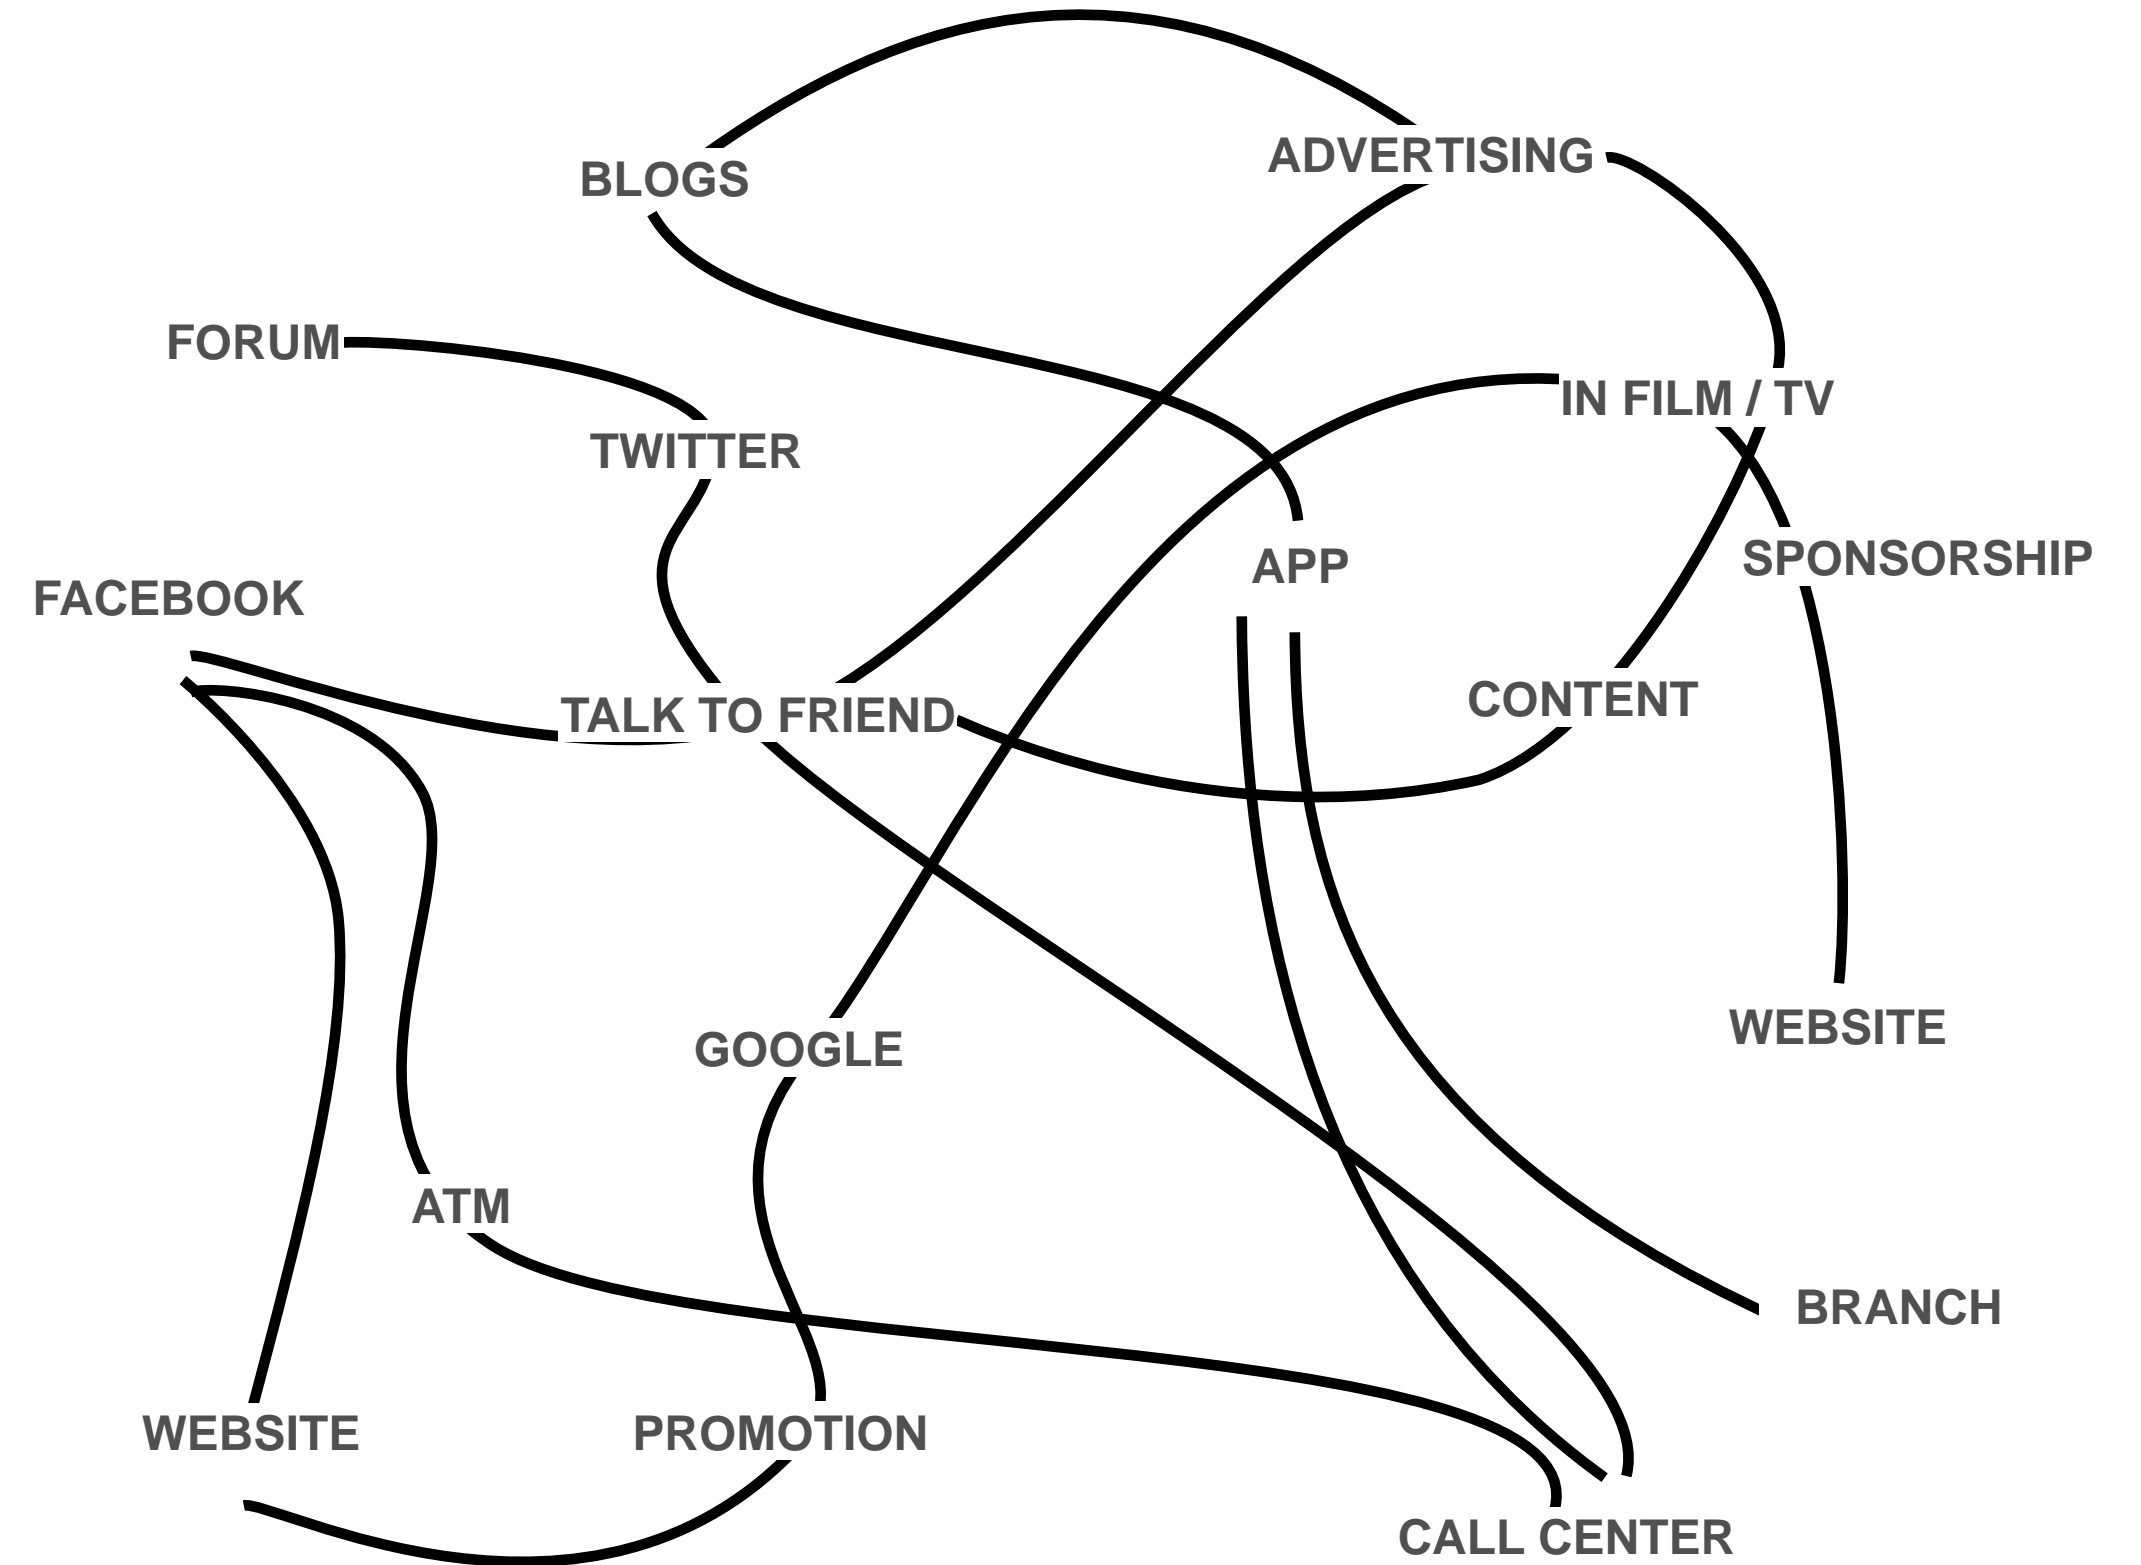 ADVERTISING
BLOGS
FORUM
IN FILM / TV
TWITTER
SPONSORSHIP
APP
FACEBOOK
CONTENT
TALK TO FRIEND
WEBSITE
GOOGLE
ATM
BRANCH
WEBSITE
PROMOTION
CALL CENTER